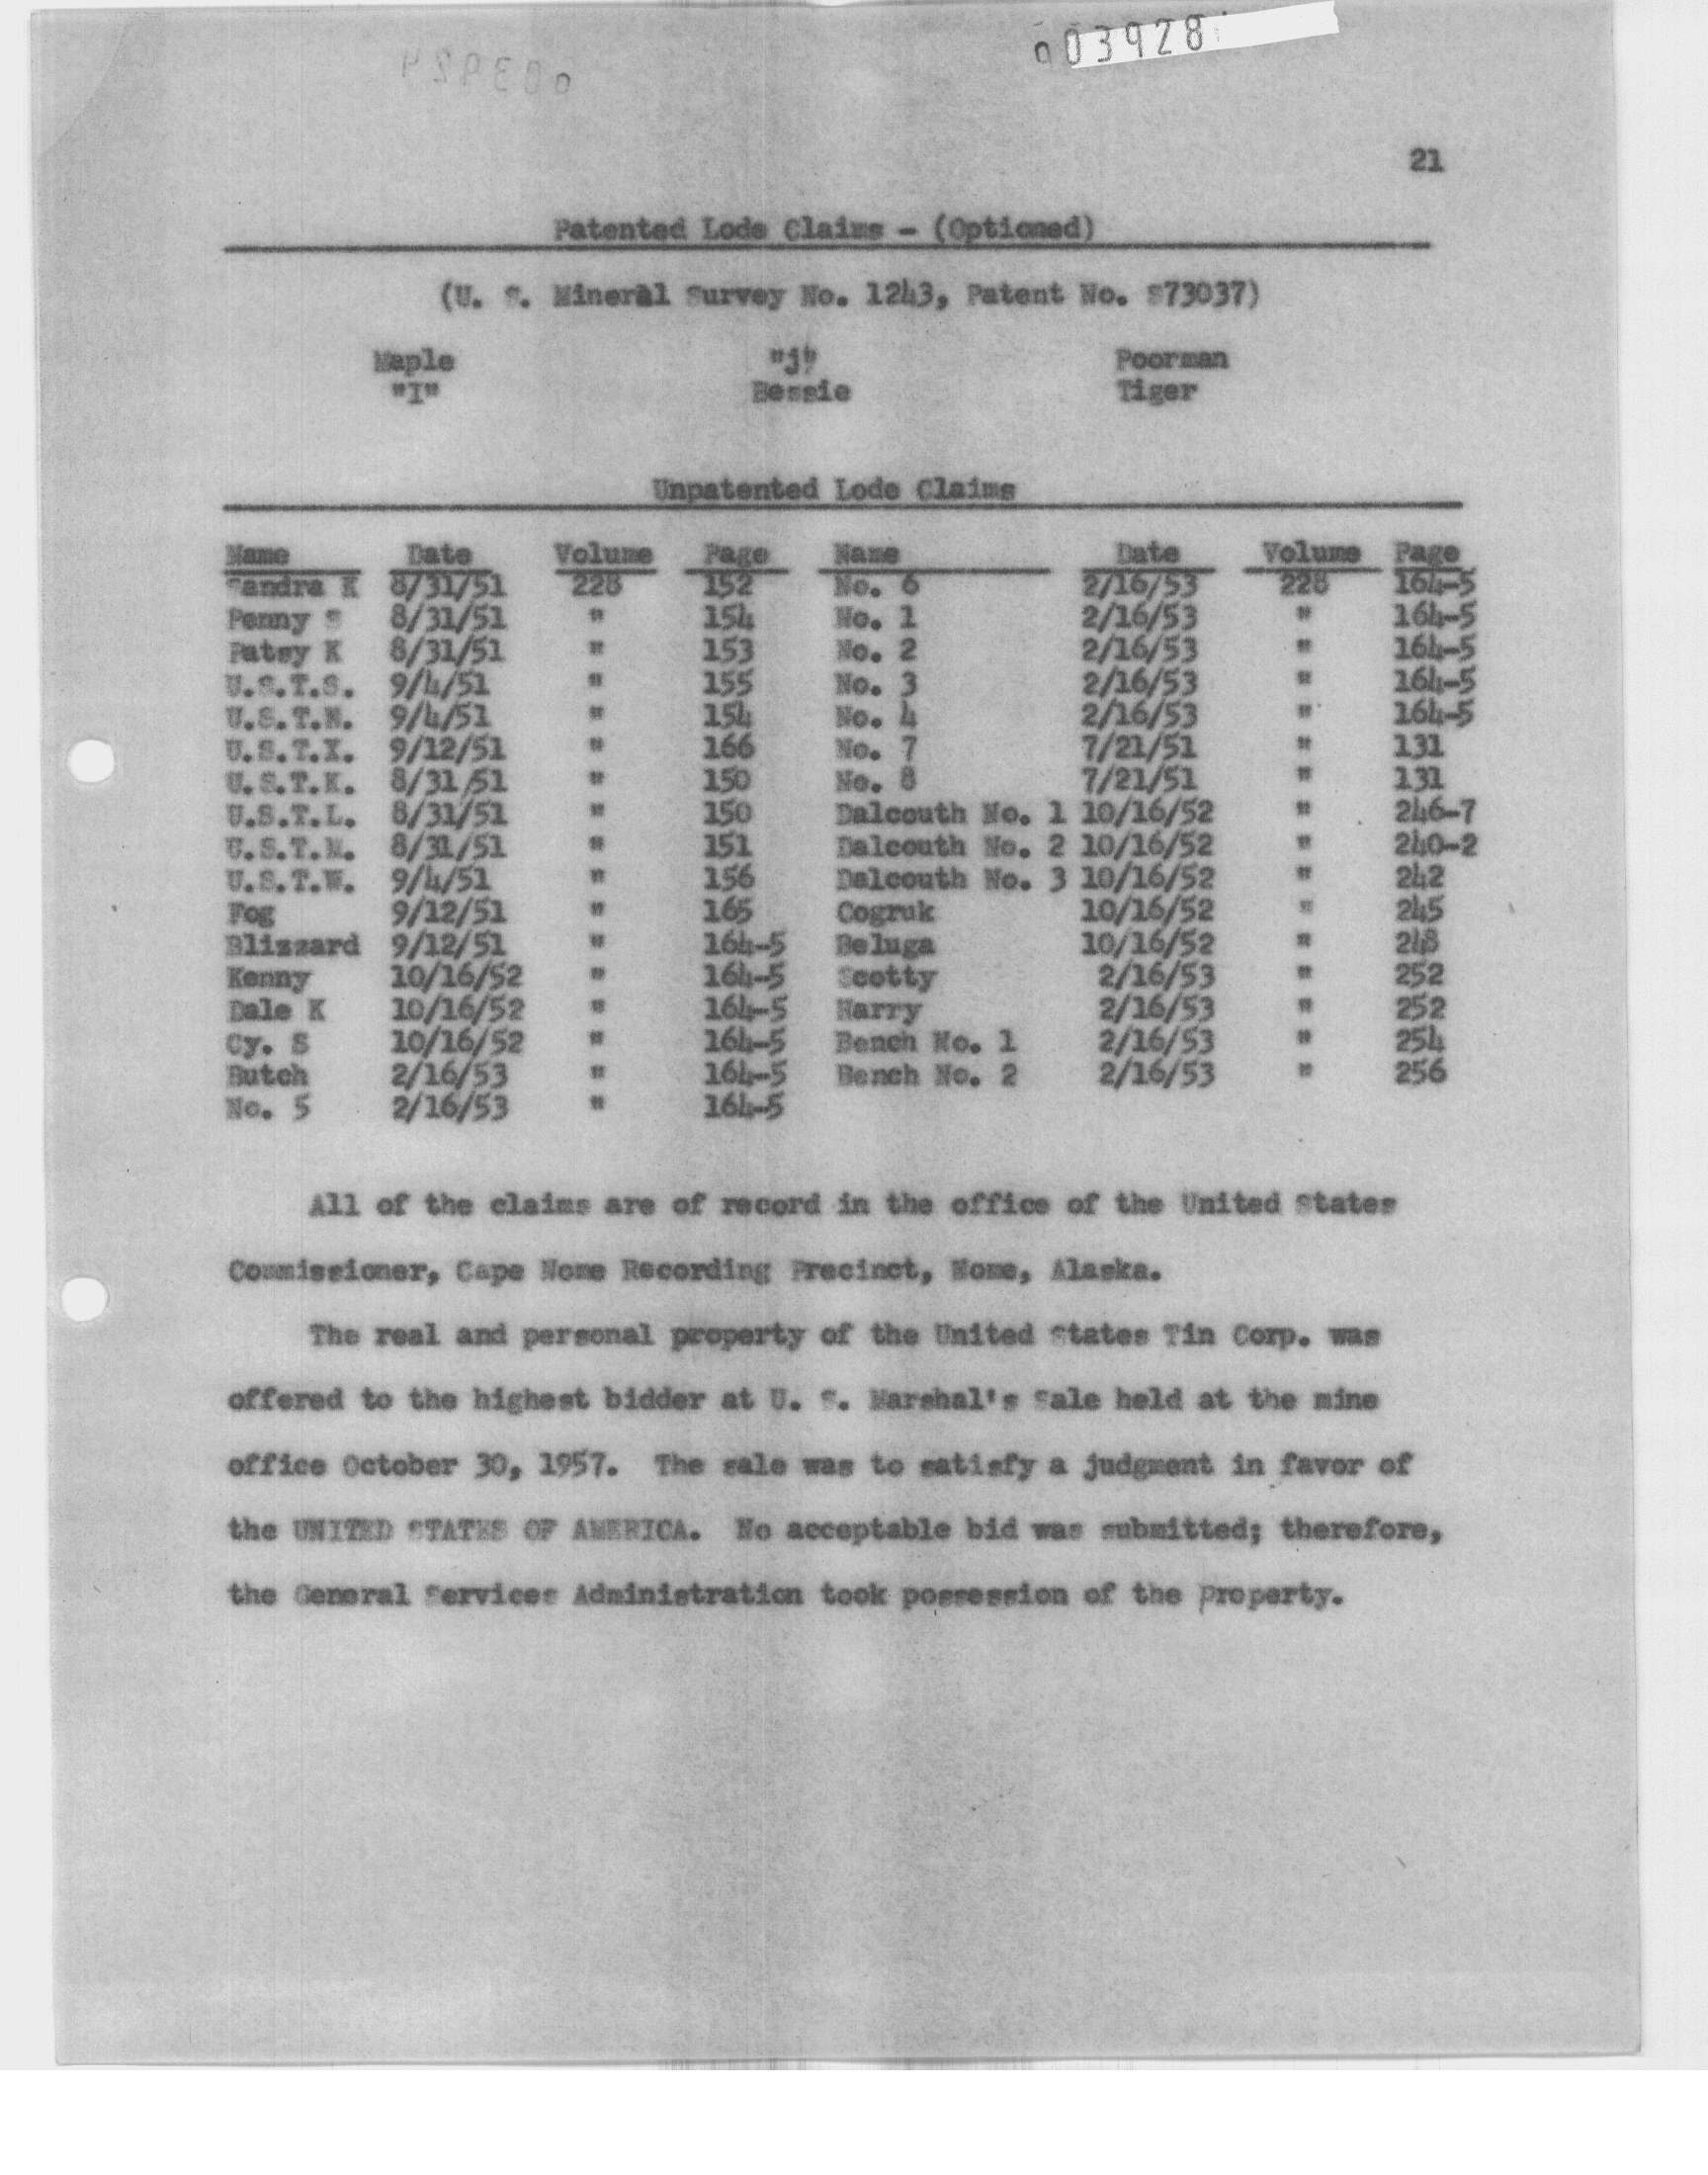 003928
21
Patented Lode Claims - (Optioned)
(U. S. Mineral Survey No. 1243, Patent No. 873037)
Maple "j" Poorman
"I" Bessie Tiger
Unpatented Lode Claims
Name Date Volume Page Name Date Volume Page
Sandra K 8/31/51 228 152 No. 6 2/16/53 228 164-5
Penny S 8/31/51 " 154 No. 1 2/16/53 " 164-5
Patsy K 8/31/51 " 153 No. 2 2/16/53 " 164-5
U.S.T.S. 9/4/51 " 155 No. 3 2/16/53 " 164-5
U.S.T.N. 9/4/51 " 154 No. 4 2/16/53 " 164-5
U.S.T.X. 9/12/51 " 166 No. 7 7/21/51 " 131
U.S.T.K. 8/31/51 " 150 No. 8 7/21/51 " 131
U.S.T.L. 8/31/51 " 150 Dalcouth No. 1 10/16/52 " 246-7
U.S.T.M. 8/31/51 " 151 Dalcouth No. 2 10/16/52 " 240-2
U.S.T.W. 9/4/51 " 156 Dalcouth No. 3 10/16/52 " 242
Fog 9/12/51 " 165 Cogruk 10/16/52 " 245
Blizzard 9/12/51 " 164-5 Beluga 10/16/52 " 248
Kenny 10/16/52 " 164-5 Scotty 2/16/53 " 252
Dale K 10/16/52 " 164-5 Harry 2/16/53 " 252
Cy. S 10/16/52 " 164-5 Bench No. 1 2/16/53 " 254
Butch 2/16/53 " 164-5 Bench No. 2 2/16/53 " 256
No. 5 2/16/53 " 164-5
All of the claims are of record in the office of the United States
Commissioner, Cape Nome Recording Precinct, Nome, Alaska.
The real and personal property of the United States Tin Corp. was
offered to the highest bidder at U. S. Marshal's Sale held at the mine
office October 30, 1957. The sale was to satisfy a judgment in favor of
the UNITED STATES OF AMERICA. No acceptable bid was submitted; therefore,
the General Services Administration took possession of the property.